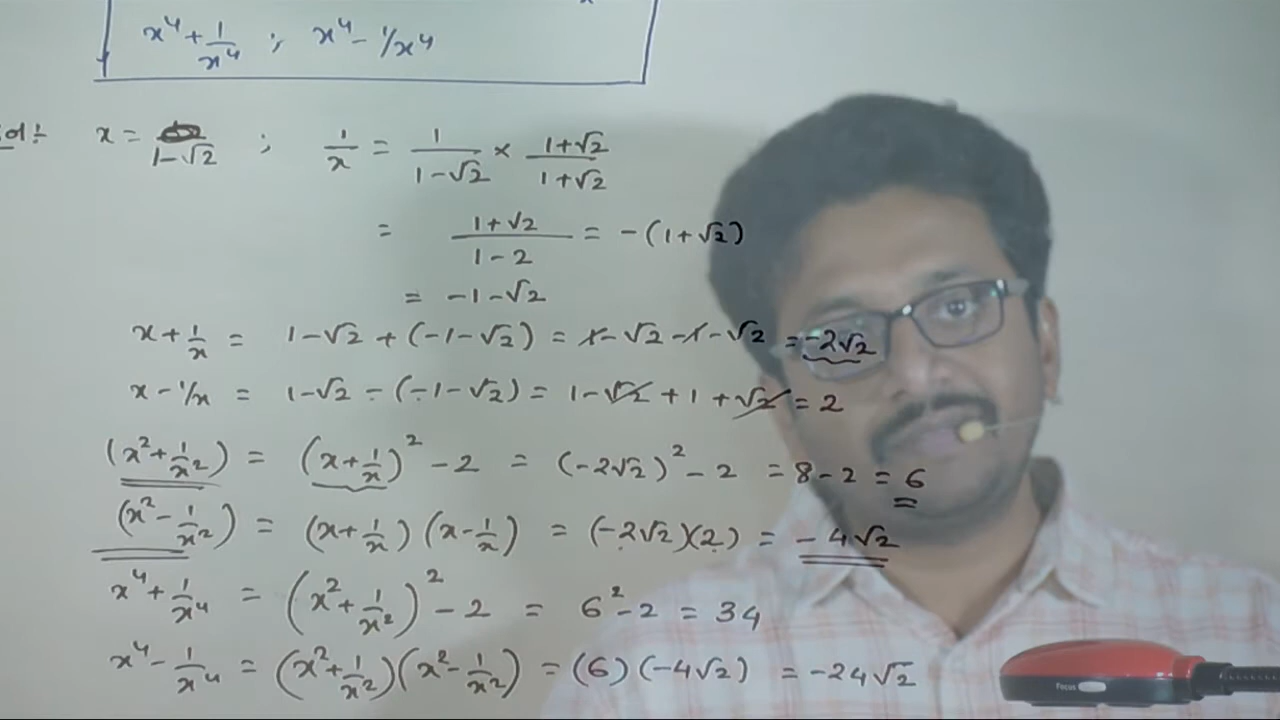 x⁴ + 1/x⁴ ; x⁴ - 1/x⁴
x = 1-√2 ; 1/x = 1/(1-√2) × (1+√2)/(1+√2)
= (1+√2)/(1-2) = -(1+√2)
= -1-√2
x + 1/x = 1-√2 + (-1-√2) = 1-√2-1-√2 = -2√2
x - 1/x = 1-√2 - (-1-√2) = 1-√2+1+√2 = 2
(x² + 1/x²) = (x + 1/x)² - 2 = (-2√2)² - 2 = 8-2 = 6
(x² - 1/x²) = (x + 1/x)(x - 1/x) = (-2√2)(2) = -4√2
x⁴ + 1/x⁴ = (x² + 1/x²)² - 2 = 6² - 2 = 34
x⁴ - 1/x⁴ = (x² + 1/x²)(x² - 1/x²) = (6)(-4√2) = -24√2
Focus